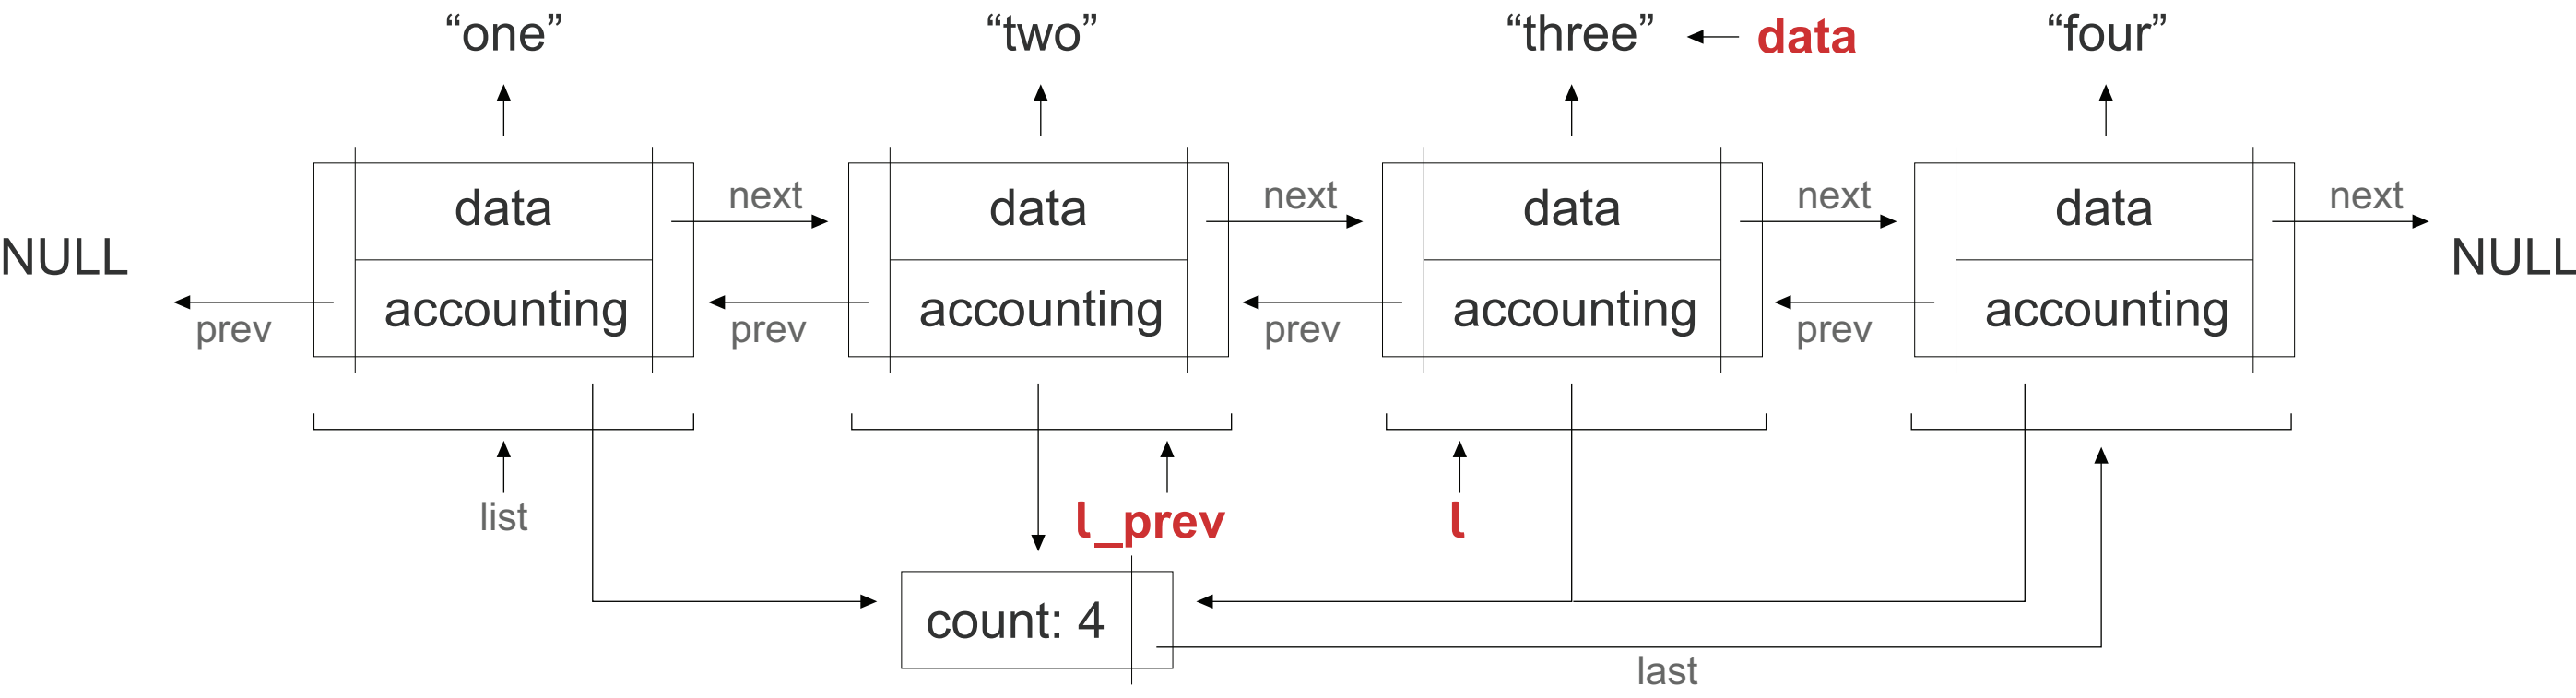 “one” “two” “three” data “four”
data next data next data next data next
NULL NULL
prev accounting prev accounting prev accounting prev accounting
list l_prev l
count: 4
last